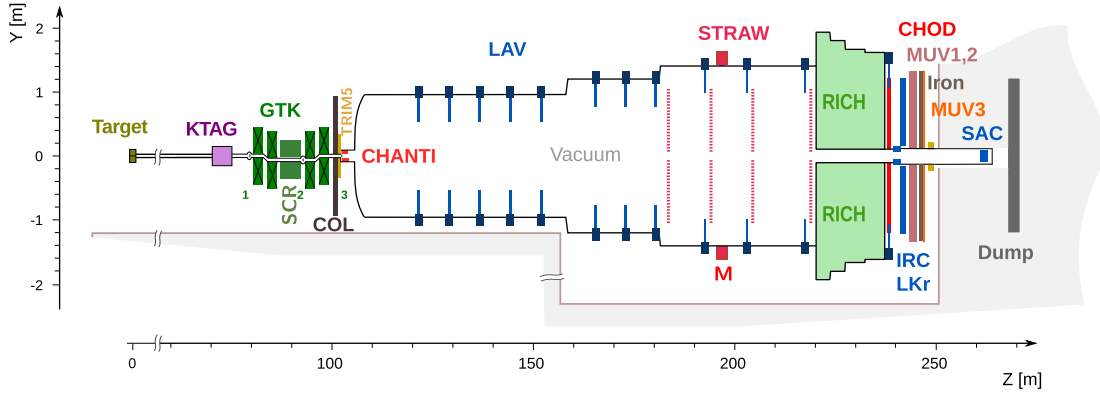 Y [m]
2
1
0
-1
-2
Target
KTAG
GTK
1
SCR
2
COL
TRIM5
3
CHANTI
LAV
Vacuum
STRAW
M
RICH
RICH
CHOD
MUV1,2
Iron
MUV3
SAC
IRC
LKr
Dump
0
100
150
200
250
Z [m]